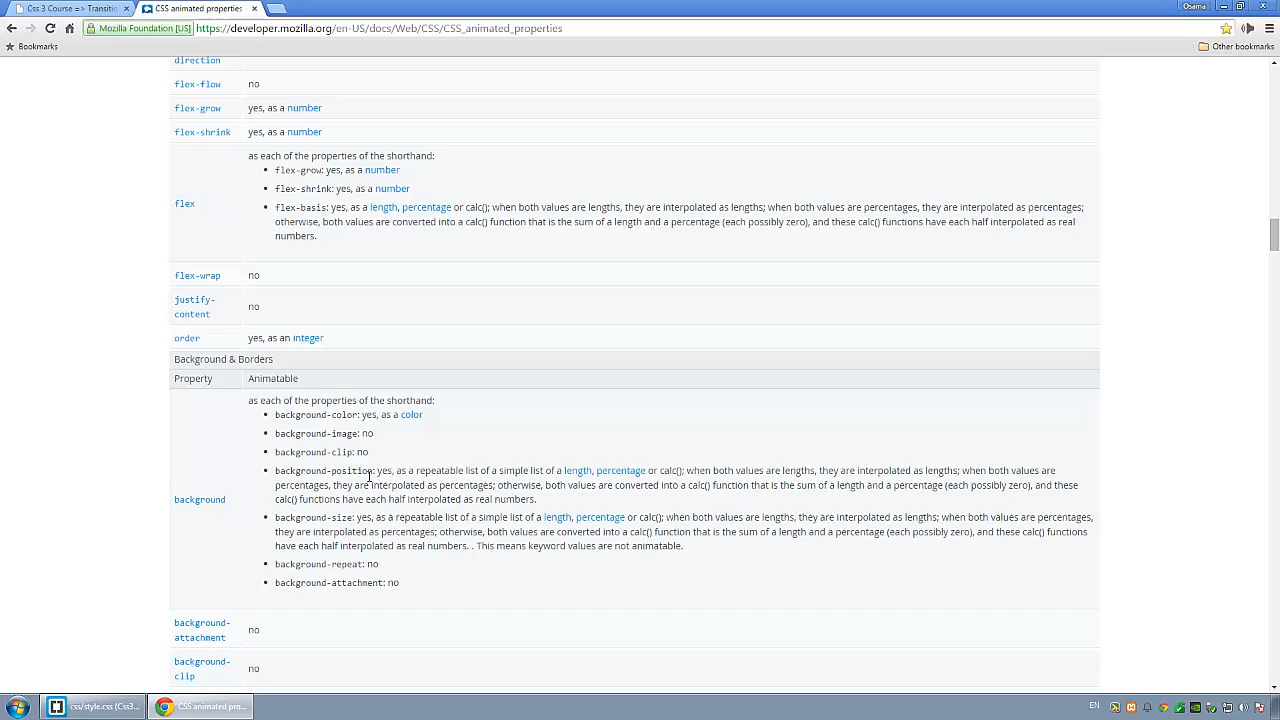 Css 3 Course => Transitio
CSS animated properties -
Osama
Mozilla Foundation [US]
https://developer.mozilla.org/en-US/docs/Web/CSS/CSS_animated_properties
Bookmarks
Other bookmarks
direction
flex-flow no
flex-grow yes, as a number
flex-shrink yes, as a number
as each of the properties of the shorthand:
• flex-grow: yes, as a number
• flex-shrink: yes, as a number
flex
• flex-basis: yes, as a length, percentage or calc(); when both values are lengths, they are interpolated as lengths; when both values are percentages, they are interpolated as percentages;
otherwise, both values are converted into a calc() function that is the sum of a length and a percentage (each possibly zero), and these calc() functions have each half interpolated as real
numbers.
flex-wrap no
justify-
content
no
order yes, as an integer
Background & Borders
Property Animatable
as each of the properties of the shorthand:
• background-color: yes, as a color
• background-image: no
• background-clip: no
• background-position: yes, as a repeatable list of a simple list of a length, percentage or calc(); when both values are lengths, they are interpolated as lengths; when both values are
percentages, they are interpolated as percentages; otherwise, both values are converted into a calc() function that is the sum of a length and a percentage (each possibly zero), and these
background
calc() functions have each half interpolated as real numbers.
• background-size: yes, as a repeatable list of a simple list of a length, percentage or calc(); when both values are lengths, they are interpolated as lengths; when both values are percentages,
they are interpolated as percentages; otherwise, both values are converted into a calc() function that is the sum of a length and a percentage (each possibly zero), and these calc() functions
have each half interpolated as real numbers. . This means keyword values are not animatable.
• background-repeat: no
• background-attachment: no
background-
attachment
no
background-
clip
no
css/style.css (Css3...
CSS animated pro...
EN